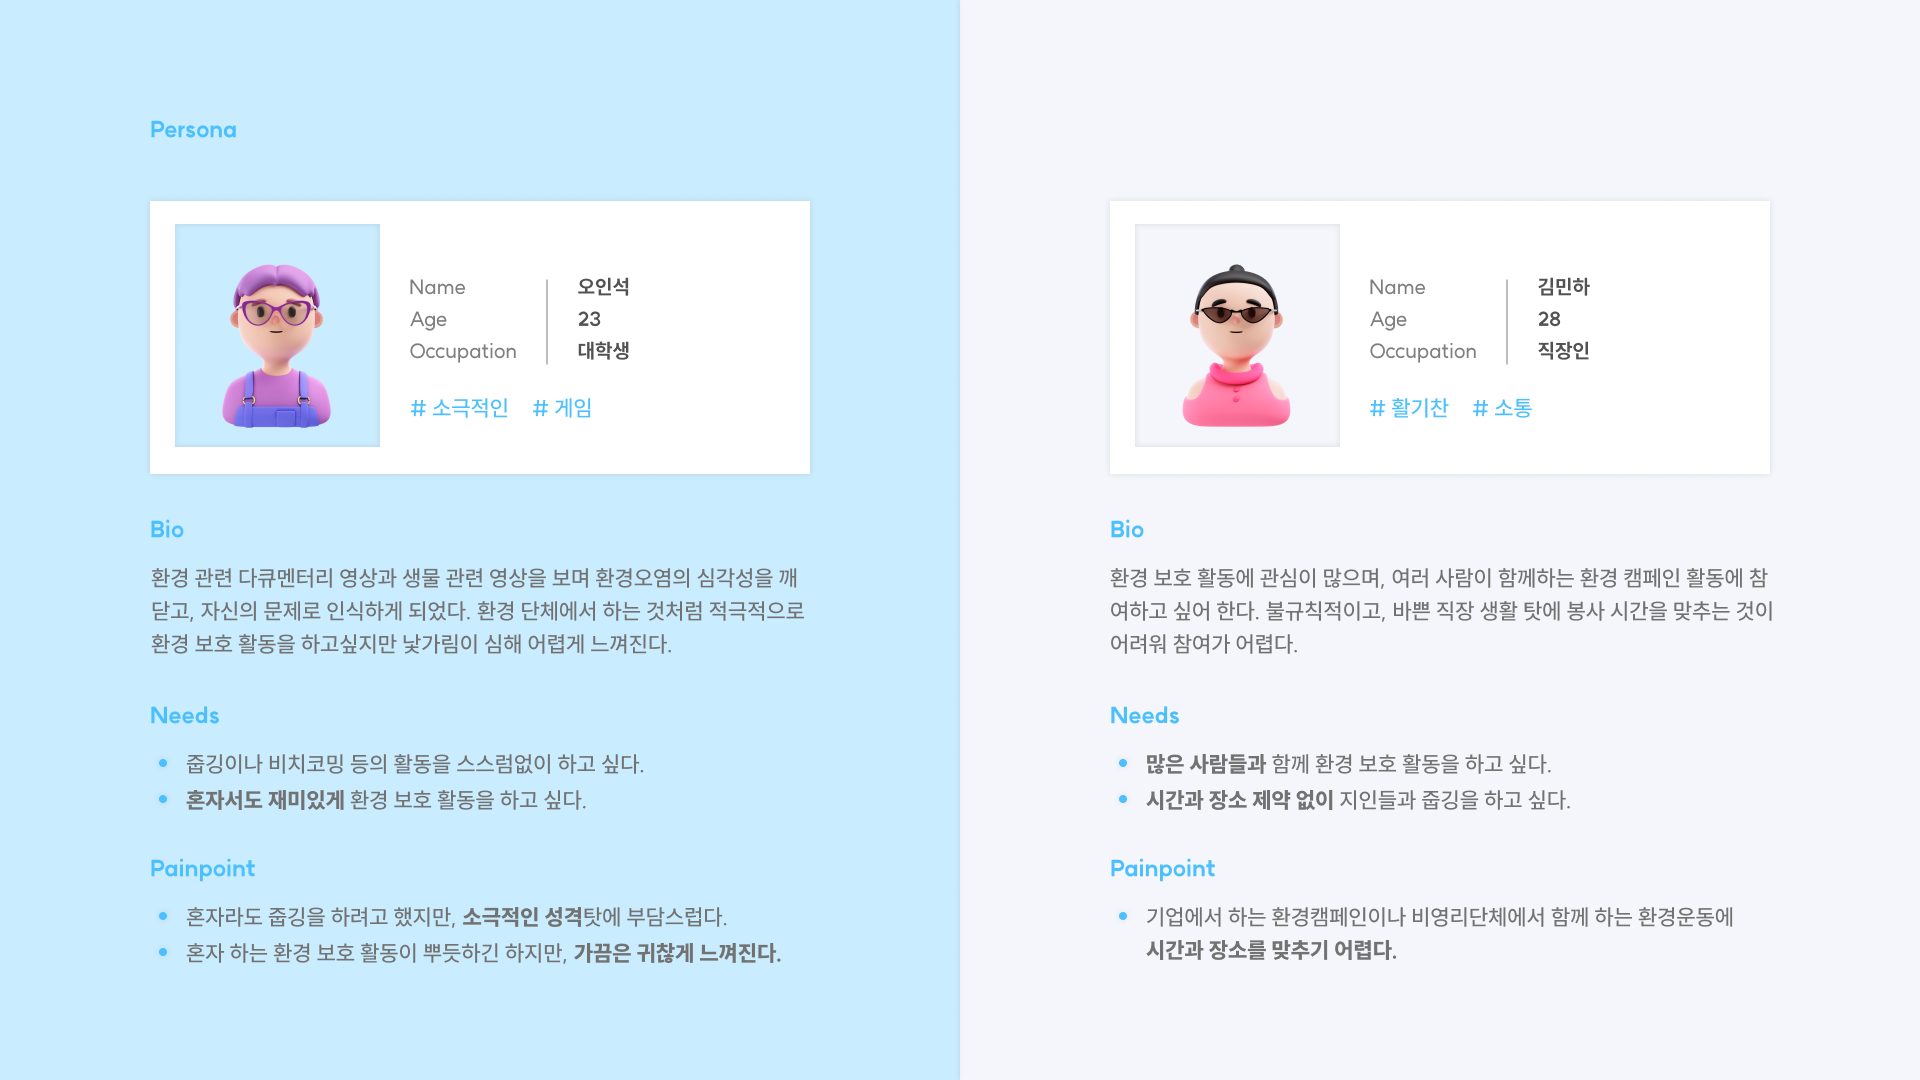 Persona
Name 오인석
Age 23
Occupation 대학생
# 소극적인 # 게임
Bio
환경 관련 다큐멘터리 영상과 생물 관련 영상을 보며 환경오염의 심각성을 깨
닫고, 자신의 문제로 인식하게 되었다. 환경 단체에서 하는 것처럼 적극적으로
환경 보호 활동을 하고싶지만 낯가림이 심해 어렵게 느껴진다.
Needs
줍깅이나 비치코밍 등의 활동을 스스럼없이 하고 싶다.
혼자서도 재미있게 환경 보호 활동을 하고 싶다.
Painpoint
혼자라도 줍깅을 하려고 했지만, 소극적인 성격탓에 부담스럽다.
혼자 하는 환경 보호 활동이 뿌듯하긴 하지만, 가끔은 귀찮게 느껴진다.
Name 김민하
Age 28
Occupation 직장인
# 활기찬 # 소통
Bio
환경 보호 활동에 관심이 많으며, 여러 사람이 함께하는 환경 캠페인 활동에 참
여하고 싶어 한다. 불규칙적이고, 바쁜 직장 생활 탓에 봉사 시간을 맞추는 것이
어려워 참여가 어렵다.
Needs
많은 사람들과 함께 환경 보호 활동을 하고 싶다.
시간과 장소 제약 없이 지인들과 줍깅을 하고 싶다.
Painpoint
기업에서 하는 환경캠페인이나 비영리단체에서 함께 하는 환경운동에
시간과 장소를 맞추기 어렵다.